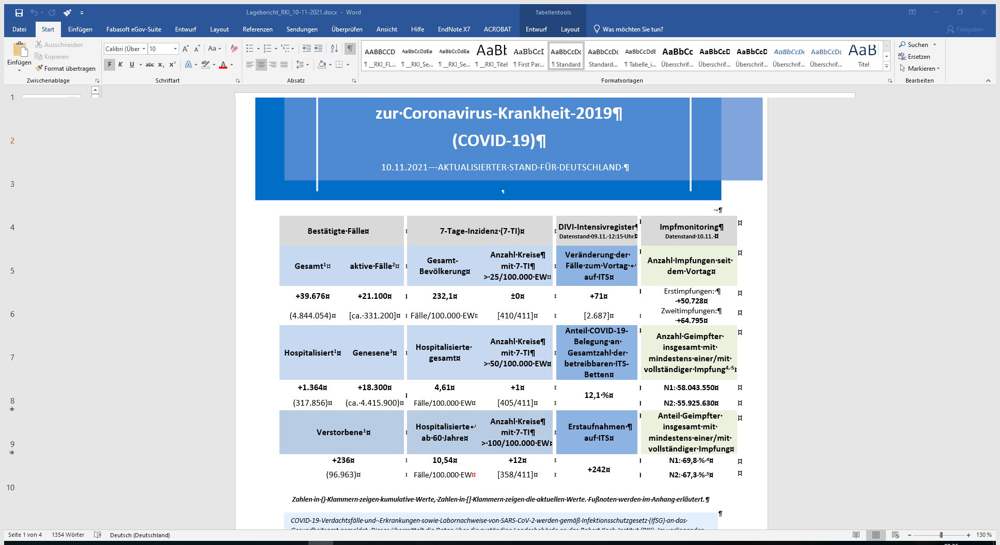 Lagebericht_RKI_10-11-2021.docx - Word
Tabellentools
Datei Start Einfügen Fabasoft eGov-Suite Entwurf Layout Referenzen Sendungen Überprüfen Ansicht Hilfe EndNote X7 ACROBAT Entwurf Layout Was möchten Sie tun? Freigeben
Einfügen
Ausschneiden
Kopieren
Format übertragen
Zwischenablage
Calibri (Über 10
F K U abc x₂ x²
Schriftart
Absatz
AABBCCD AaBbCcDdEe AaBbCcDdEe AaBb AaBbCcI AaBbCcDc AaBbCcDc AaBbCcDdE AaBbCc AaBbCcD AaBbCcD AaBbCcDc AaBbCcDc AaB
¶ __RKI_FL... ¶ __RKI_Se... ¶ __RKI_Se... ¶ __RKI_Titel ¶ First Par... ¶ Standard Standard... ¶ Tabelle_i... Überschrif... Überschrif... Überschrif... Überschrif... Überschrif... Titel
Formatvorlagen
Suchen
Ersetzen
Markieren
Bearbeiten
1
2
3
4
5
6
7
8
9
10
zur·Coronavirus-Krankheit-2019¶
(COVID-19)¶
10.11.2021·–·AKTUALISIERTER·STAND·FÜR·DEUTSCHLAND·¶
¶
Bestätigte·Fälle¤
7-Tage-Inzidenz·(7-TI)¤
DIVI-Intensivregister¶
Datenstand·09.11.·12:15·Uhr¤
Impfmonitoring¶
Datenstand·10.11.·¤
Gesamt¹¤
aktive·Fälle²¤
Gesamt-
Bevölkerung¤
Anzahl·Kreise¶
mit·7-TI¶
>·25/100.000·EW¤
Veränderung·der·
Fälle·zum·Vortag·↵
auf·ITS¤
Anzahl·Impfungen·seit·
dem·Vortag¤
+39.676¤ +21.100¤ 232,1¤ ±0¤ +71¤
Erstimpfungen:·¶
·+50.728¤
(4.844.054)¤ [ca.·331.200]¤ Fälle/100.000·EW¤ [410/411]¤ [2.687]¤
Zweitimpfungen:¶
·+64.795¤
Hospitalisiert¹¤
Genesene³¤
Hospitalisierte·
gesamt¤
Anzahl·Kreise¶
mit·7-TI¶
>·50/100.000·EW¤
Anteil·COVID-19-
Belegung·an·
Gesamtzahl·der·
betreibbaren·ITS-
Betten¤
Anzahl·Geimpfter·
insgesamt·mit·
mindestens·einer/mit·
vollständiger·Impfung⁴,·⁵¤
+1.364¤ +18.300¤ 4,61¤ +1¤ 12,1·%¤ N1:·58.043.550¤
(317.856)¤ (ca.·4.415.900)¤ Fälle/100.000·EW¤ [405/411]¤ N2:·55.925.630¤
Verstorbene¹¤
Hospitalisierte↵
ab·60·Jahre¤
Anzahl·Kreise¶
mit·7-TI¶
>·100/100.000·EW¤
Erstaufnahmen·¶
auf·ITS¤
Anteil·Geimpfter·
insgesamt·mit·
mindestens·einer/mit·
vollständiger·Impfung¤
+236¤ 10,54¤ +12¤ +242¤ N1:·69,8·%·⁴¤
(96.963)¤ Fälle/100.000·EW¤ [358/411]¤ N2:·67,3·%·⁵¤
Zahlen·in·()·Klammern·zeigen·kumulative·Werte,·Zahlen·in·[]·Klammern·zeigen·die·aktuellen·Werte.·Fußnoten·werden·im·Anhang·erläutert.¶
COVID-19-Verdachtsfälle·und·-Erkrankungen·sowie·Labornachweise·von·SARS-CoV-2·werden·gemäß·Infektionsschutzgesetz·(IfSG)·an·das·
Seite 1 von 4 1354 Wörter Deutsch (Deutschland) 130 %